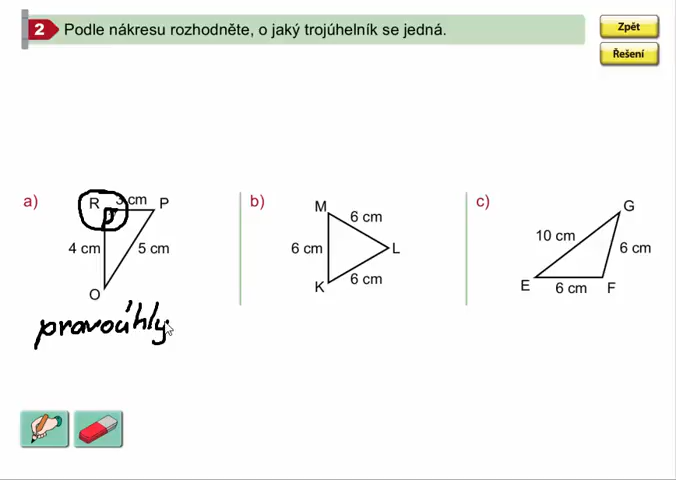 2 Podle nákresu rozhodněte, o jaký trojúhelník se jedná.
Zpět
Řešení
a)
R
3 cm
P
4 cm
5 cm
O
pravoúhlý
b)
M
6 cm
6 cm
L
K
6 cm
c)
G
10 cm
6 cm
E
6 cm
F